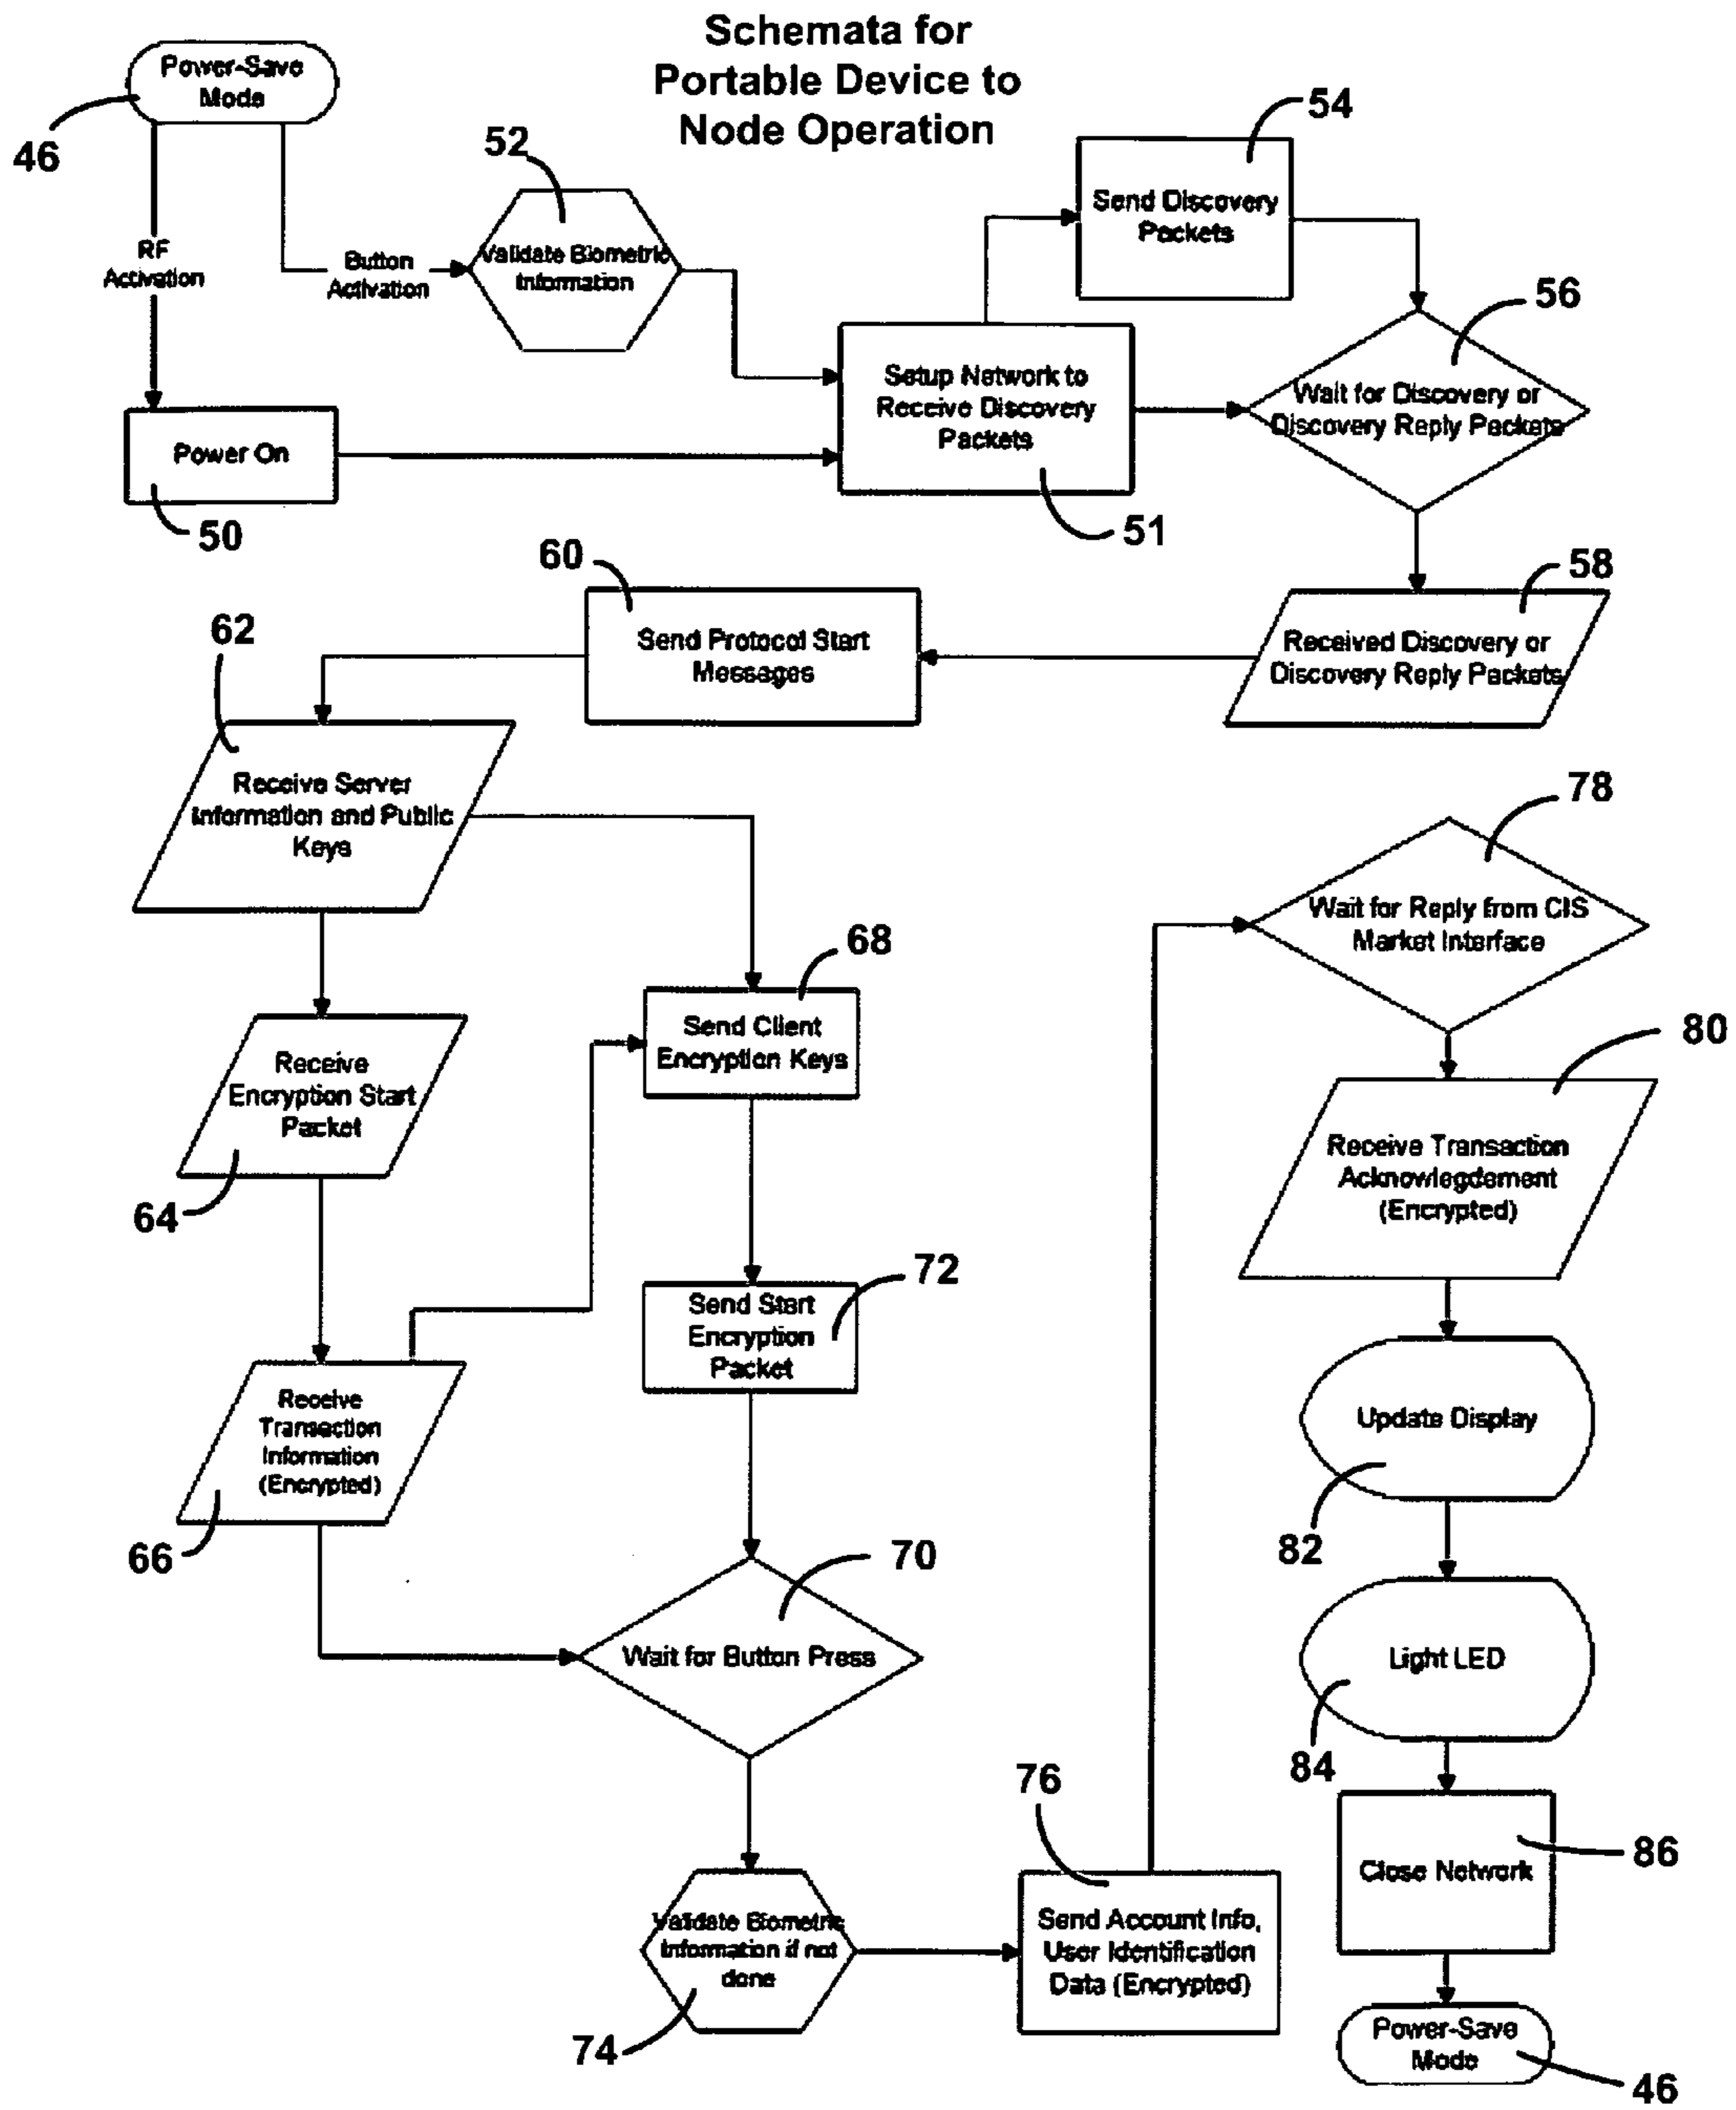 Schemata for
Portable Device to
Node Operation
Power-Save
Mode
46
RF
Activation
Button
Activation
52
Validate Biometric
Information
54
Send Discovery
Packets
56
Wait for Discovery or
Discovery Reply Packets
Setup Network to
Receive Discovery
Packets
51
Power On
50
58
Received Discovery or
Discovery Reply Packets
60
Send Protocol Start
Messages
62
Receive Server
Information and Public
Keys
64
Receive
Encryption Start
Packet
66
Receive
Transaction
Information
(Encrypted)
68
Send Client
Encryption Keys
72
Send Start
Encryption
Packet
70
Wait for Button Press
74
Validate Biometric
Information if not
done
76
Send Account Info,
User Identification
Data (Encrypted)
78
Wait for Reply from CIS
Market Interface
80
Receive Transaction
Acknowlegdement
(Encrypted)
Update Display
82
Light LED
84
Close Network
86
Power-Save
Mode
46